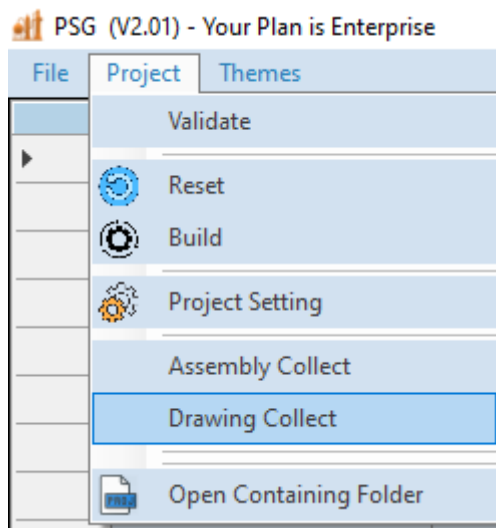 PSG (V2.01) - Your Plan is Enterprise
File Project Themes
Validate
Reset
Build
Project Setting
Assembly Collect
Drawing Collect
Open Containing Folder